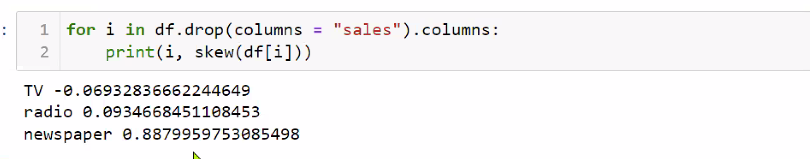 : 1 for i in df.drop(columns = "sales").columns:
2     print(i, skew(df[i]))
TV -0.06932836662244649
radio 0.0934668451108453
newspaper 0.8879959753085498